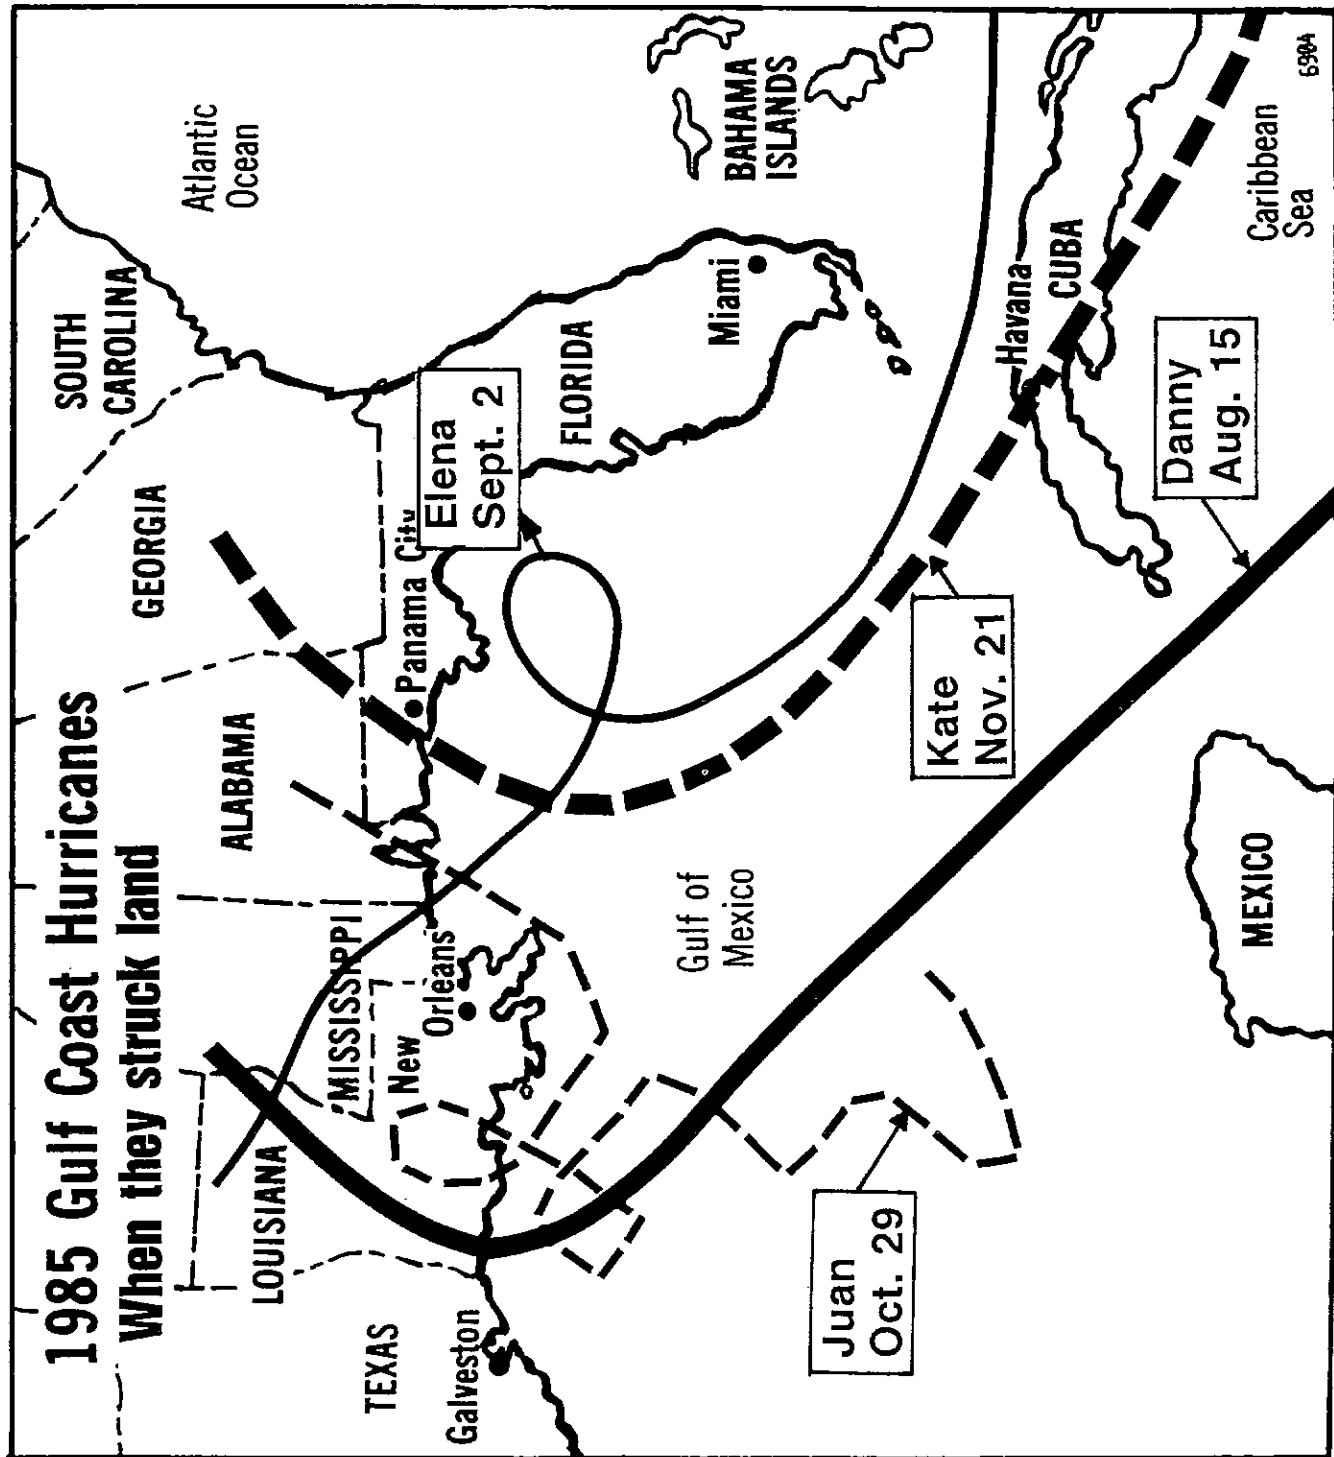 1985 Gulf Coast Hurricanes
When they struck land
SOUTH
CAROLINA
Atlantic
Ocean
GEORGIA
ALABAMA
MISSISSIPPI
LOUISIANA
TEXAS
Galveston
New
Orleans
Panama City
Elena
Sept. 2
FLORIDA
Miami
BAHAMA
ISLANDS
Gulf of
Mexico
Havana
CUBA
Kate
Nov. 21
Juan
Oct. 29
Danny
Aug. 15
Caribbean
Sea
MEXICO